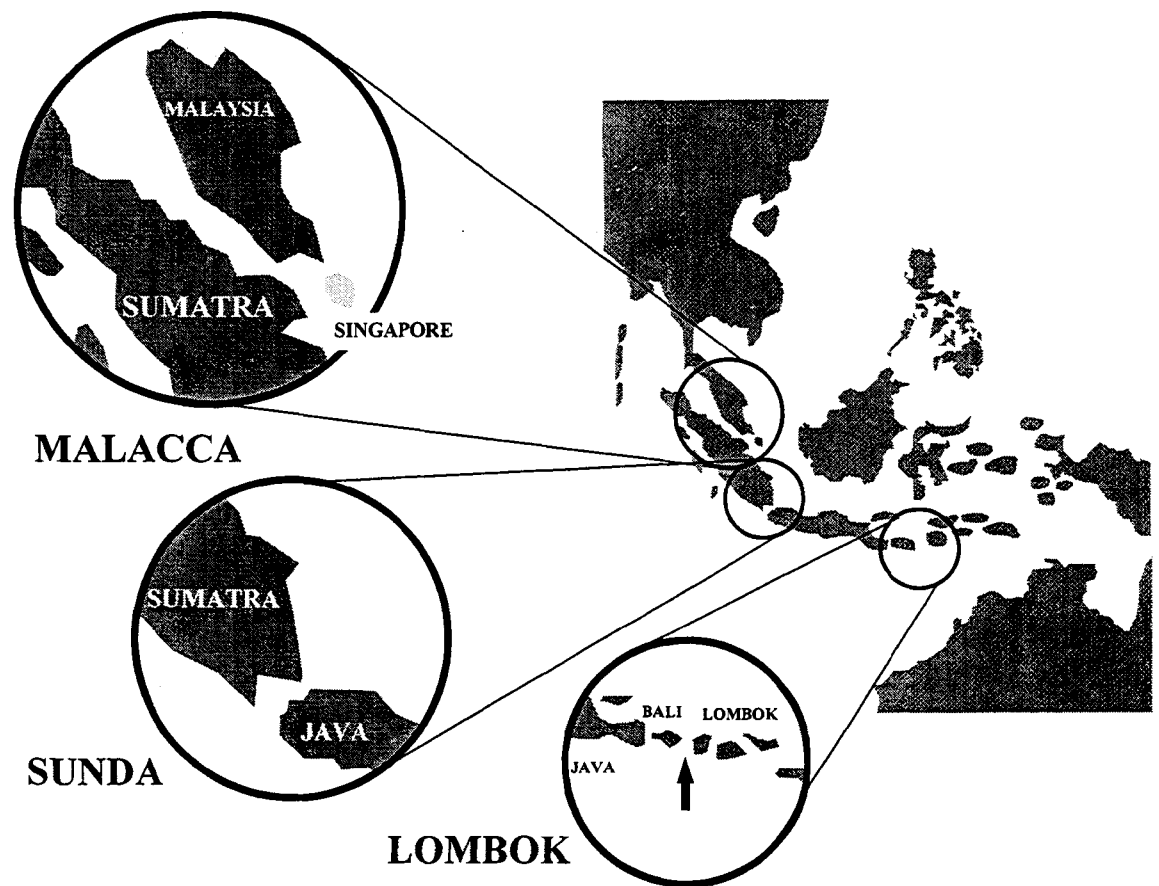 MALAYSIA
SUMATRA
SINGAPORE
MALACCA
SUMATRA
JAVA
SUNDA
BALI LOMBOK
JAVA
LOMBOK